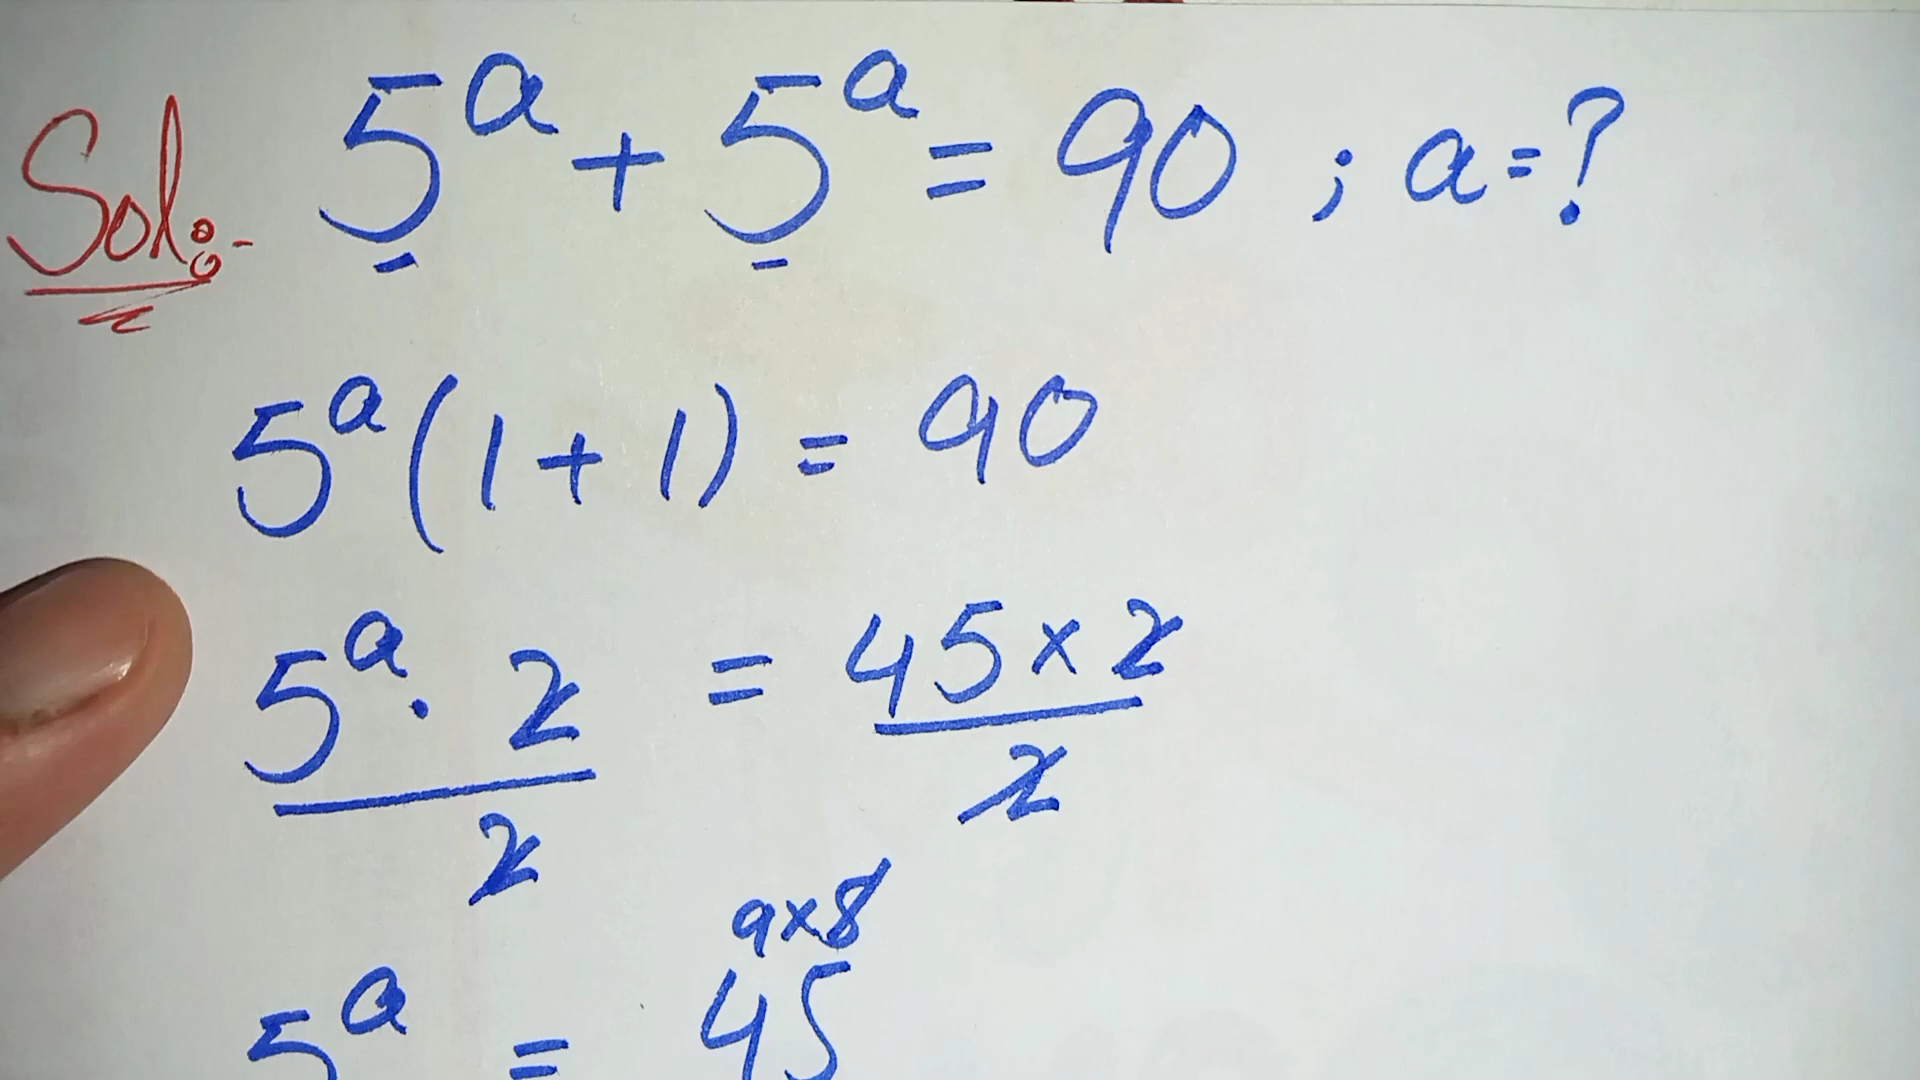 Sol:- 5^a + 5^a = 90 ; a = ?
5^a (1 + 1) = 90
5^a · 2 / 2 = 45 × 2 / 2
9×8
5^a = 45